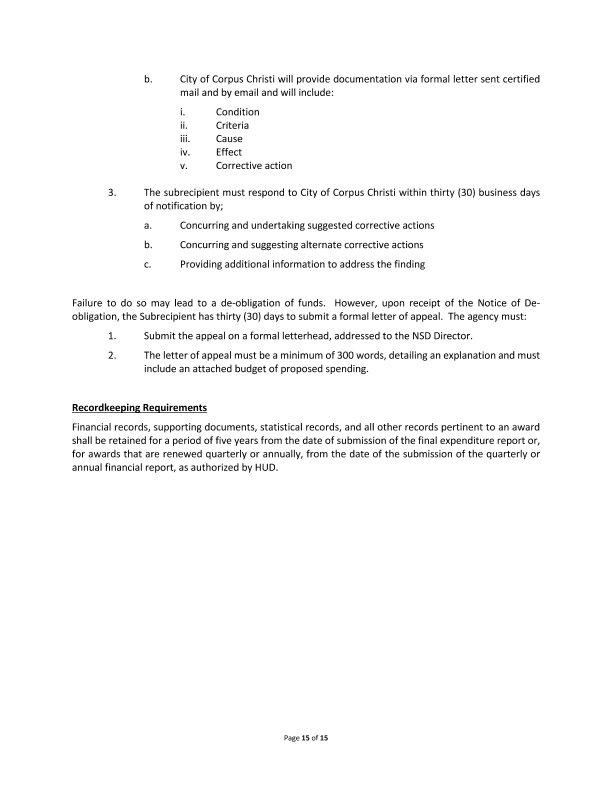 b. City of Corpus Christi will provide documentation via formal letter sent certified
mail and by email and will include:
i. Condition
ii. Criteria
iii. Cause
iv. Effect
v. Corrective action
3. The subrecipient must respond to City of Corpus Christi within thirty (30) business days
of notification by;
a. Concurring and undertaking suggested corrective actions
b. Concurring and suggesting alternate corrective actions
c. Providing additional information to address the finding
Failure to do so may lead to a de-obligation of funds. However, upon receipt of the Notice of De-
obligation, the Subrecipient has thirty (30) days to submit a formal letter of appeal. The agency must:
1. Submit the appeal on a formal letterhead, addressed to the NSD Director.
2. The letter of appeal must be a minimum of 300 words, detailing an explanation and must
include an attached budget of proposed spending.
Recordkeeping Requirements
Financial records, supporting documents, statistical records, and all other records pertinent to an award
shall be retained for a period of five years from the date of submission of the final expenditure report or,
for awards that are renewed quarterly or annually, from the date of the submission of the quarterly or
annual financial report, as authorized by HUD.
Page 15 of 15